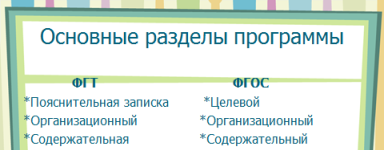 Основные разделы программы
ФГТ ФГОС
*Пояснительная записка *Целевой
*Организационный *Организационный
*Содержательная *Содержательный